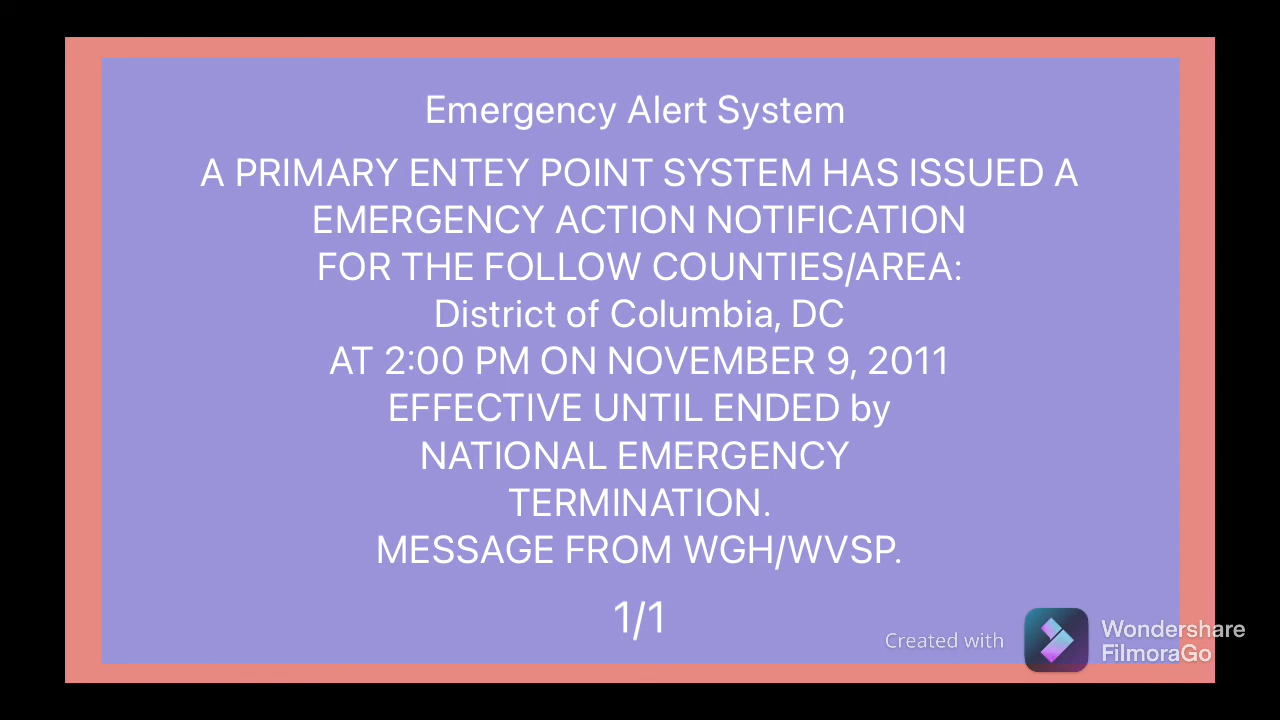 Emergency Alert System
A PRIMARY ENTEY POINT SYSTEM HAS ISSUED A
EMERGENCY ACTION NOTIFICATION
FOR THE FOLLOW COUNTIES/AREA:
District of Columbia, DC
AT 2:00 PM ON NOVEMBER 9, 2011
EFFECTIVE UNTIL ENDED by
NATIONAL EMERGENCY
TERMINATION.
MESSAGE FROM WGH/WVSP.
1/1
Created with
Wondershare
FilmoraGo